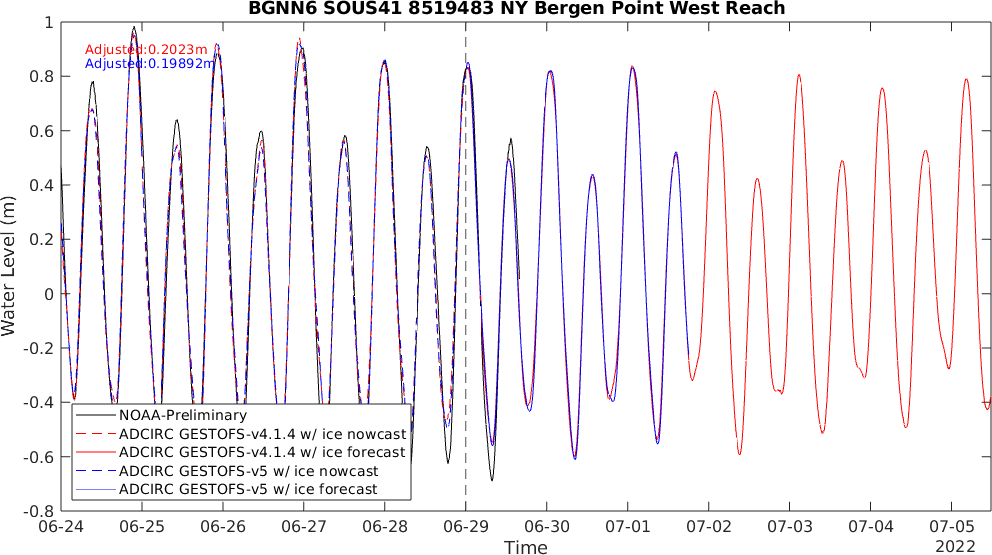 BGNN6 SOUS41 8519483 NY Bergen Point West Reach
Adjusted:0.2023m
Adjusted:0.19892m
Water Level (m)
1
0.8
0.6
0.4
0.2
0
-0.2
-0.4
-0.6
-0.8
NOAA-Preliminary
ADCIRC GESTOFS-v4.1.4 w/ ice nowcast
ADCIRC GESTOFS-v4.1.4 w/ ice forecast
ADCIRC GESTOFS-v5 w/ ice nowcast
ADCIRC GESTOFS-v5 w/ ice forecast
06-24 06-25 06-26 06-27 06-28 06-29 06-30 07-01 07-02 07-03 07-04 07-05
Time
2022